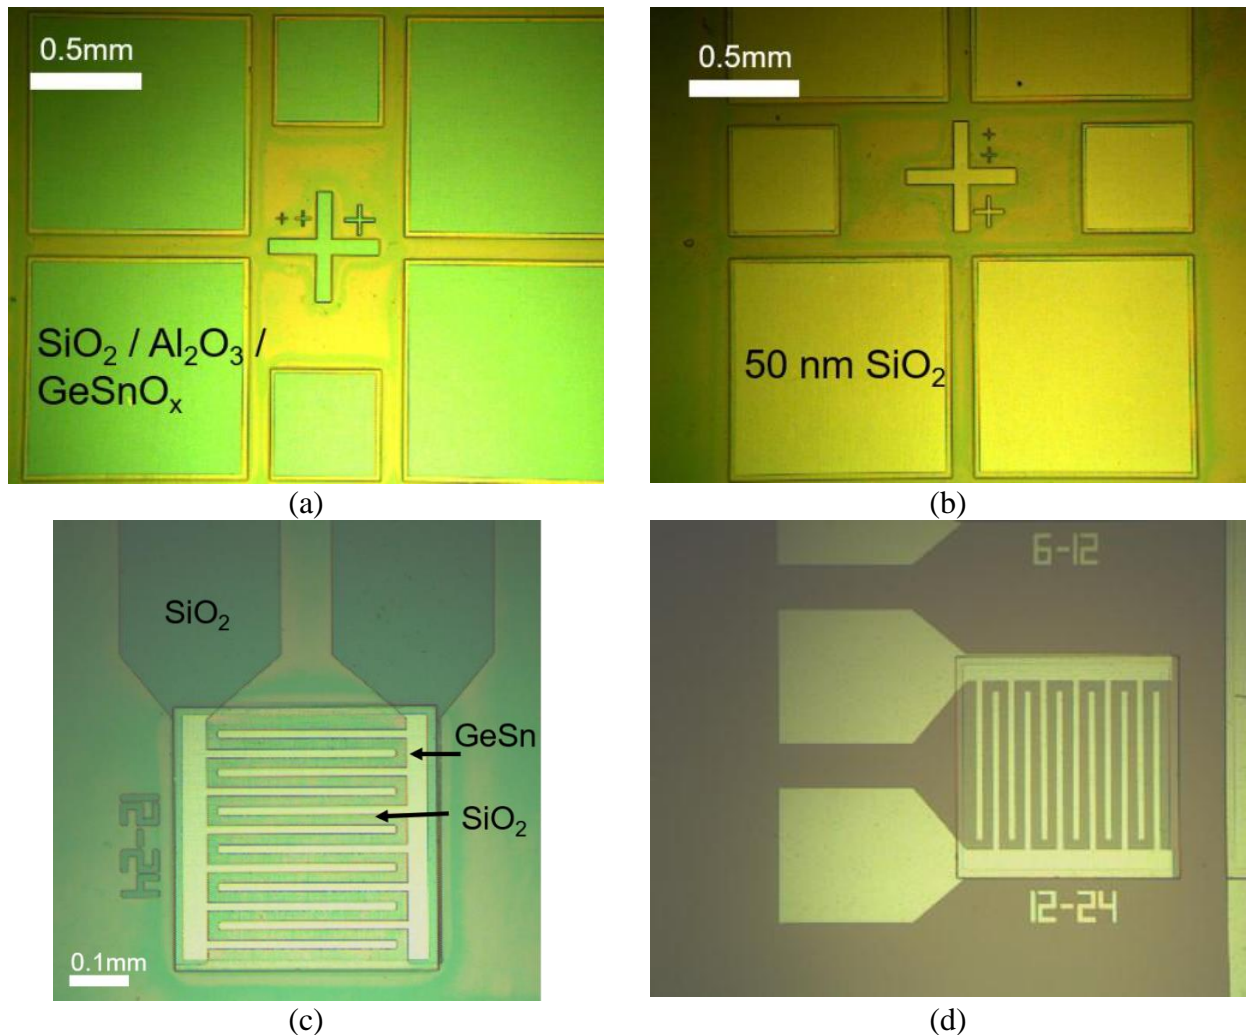 0.5mm
SiO₂ / Al₂O₃ /
GeSnOₓ
(a)
0.5mm
50 nm SiO₂
(b)
SiO₂
GeSn
SiO₂
12-24
0.1mm
(c)
6-12
12-24
(d)